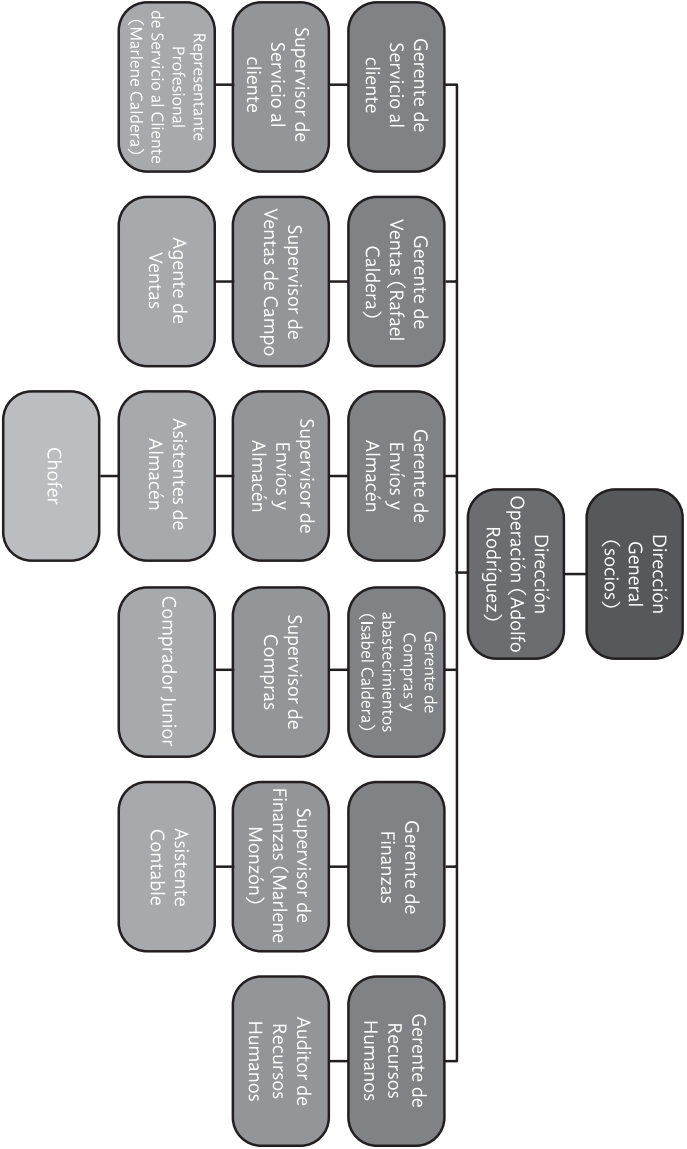 Dirección
General
(socios)
Dirección
Operación (Adolfo
Rodríguez)
Gerente de
Servicio al
cliente
Gerente de
Ventas (Rafael
Caldera)
Gerente de
Envíos y
Almacén
Gerente de
Compras y
abastecimientos
(Isabel Caldera)
Gerente de
Finanzas
Gerente de
Recursos
Humanos
Supervisor de
Servicio al
cliente
Supervisor de
Ventas de Campo
Supervisor de
Envíos y
Almacén
Supervisor de
Compras
Supervisor de
Finanzas (Marlene
Monzón)
Auditor de
Recursos
Humanos
Representante
Profesional
de Servicio al Cliente
(Marlene Caldera)
Agente de
Ventas
Asistentes de
Almacén
Comprador Junior
Asistente
Contable
Chofer